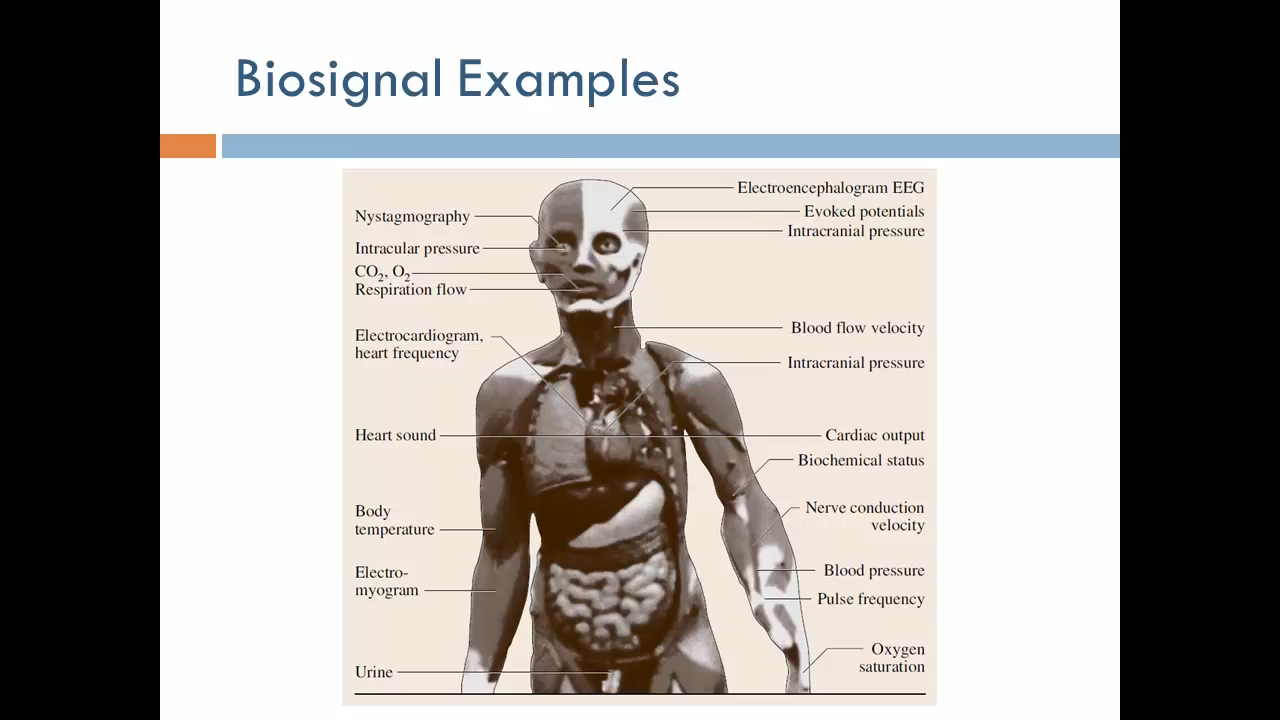 Biosignal Examples
Nystagmography
Intracular pressure
CO₂, O₂
Respiration flow
Electrocardiogram,
heart frequency
Heart sound
Body
temperature
Electro-
myogram
Urine
Electroencephalogram EEG
Evoked potentials
Intracranial pressure
Blood flow velocity
Intracranial pressure
Cardiac output
Biochemical status
Nerve conduction
velocity
Blood pressure
Pulse frequency
Oxygen
saturation